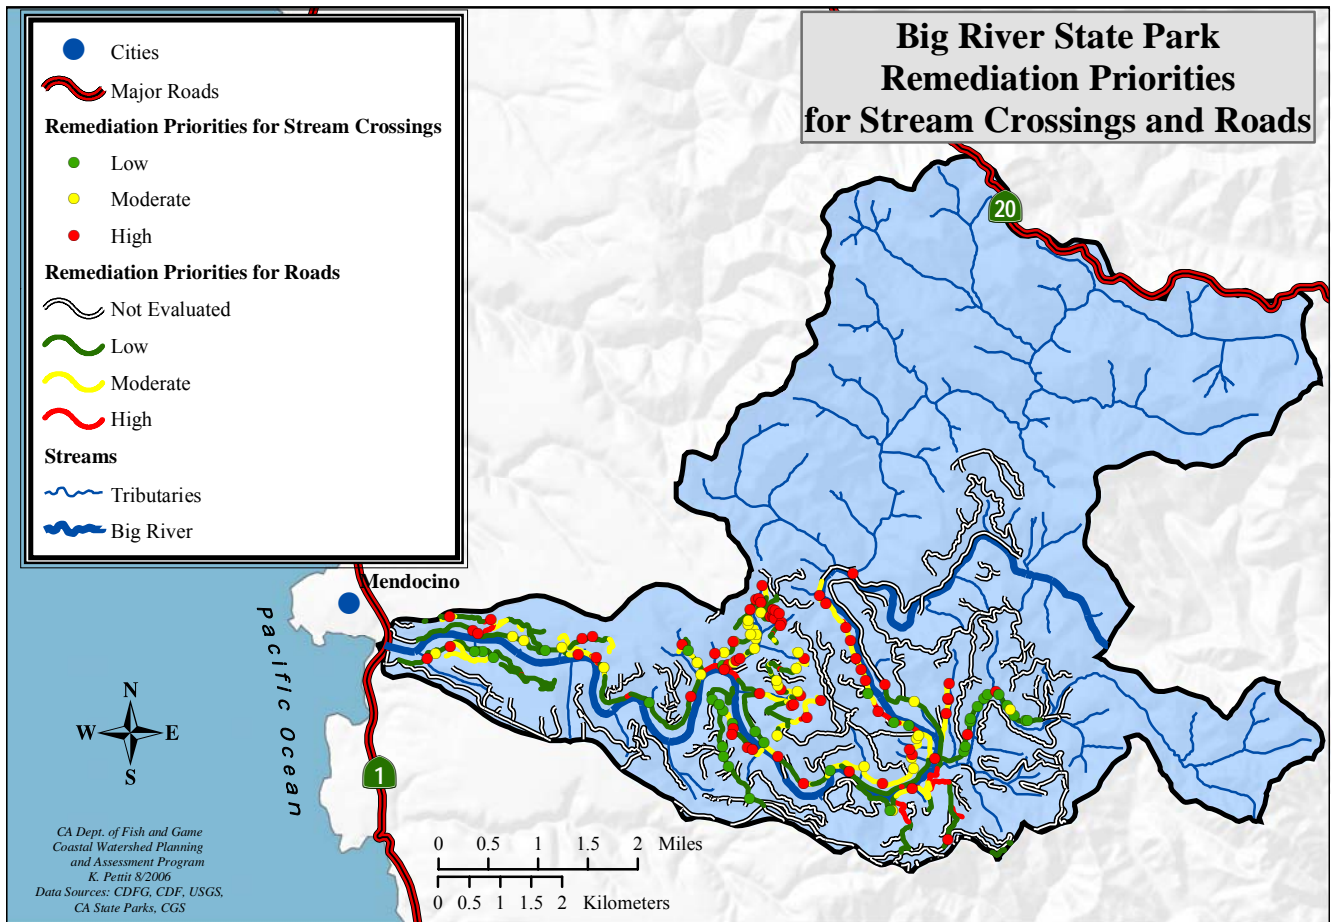 Big River State Park
Remediation Priorities
for Stream Crossings and Roads
Cities
Major Roads
Remediation Priorities for Stream Crossings
Low
Moderate
High
Remediation Priorities for Roads
Not Evaluated
Low
Moderate
High
Streams
Tributaries
Big River
20
Mendocino
Pacific Ocean
N
W E
S
1
CA Dept. of Fish and Game
Coastal Watershed Planning
and Assessment Program
K. Pettit 8/2006
Data Sources: CDFG, CDF, USGS,
CA State Parks, CGS
0 0.5 1 1.5 2 Miles
0 0.5 1 1.5 2 Kilometers